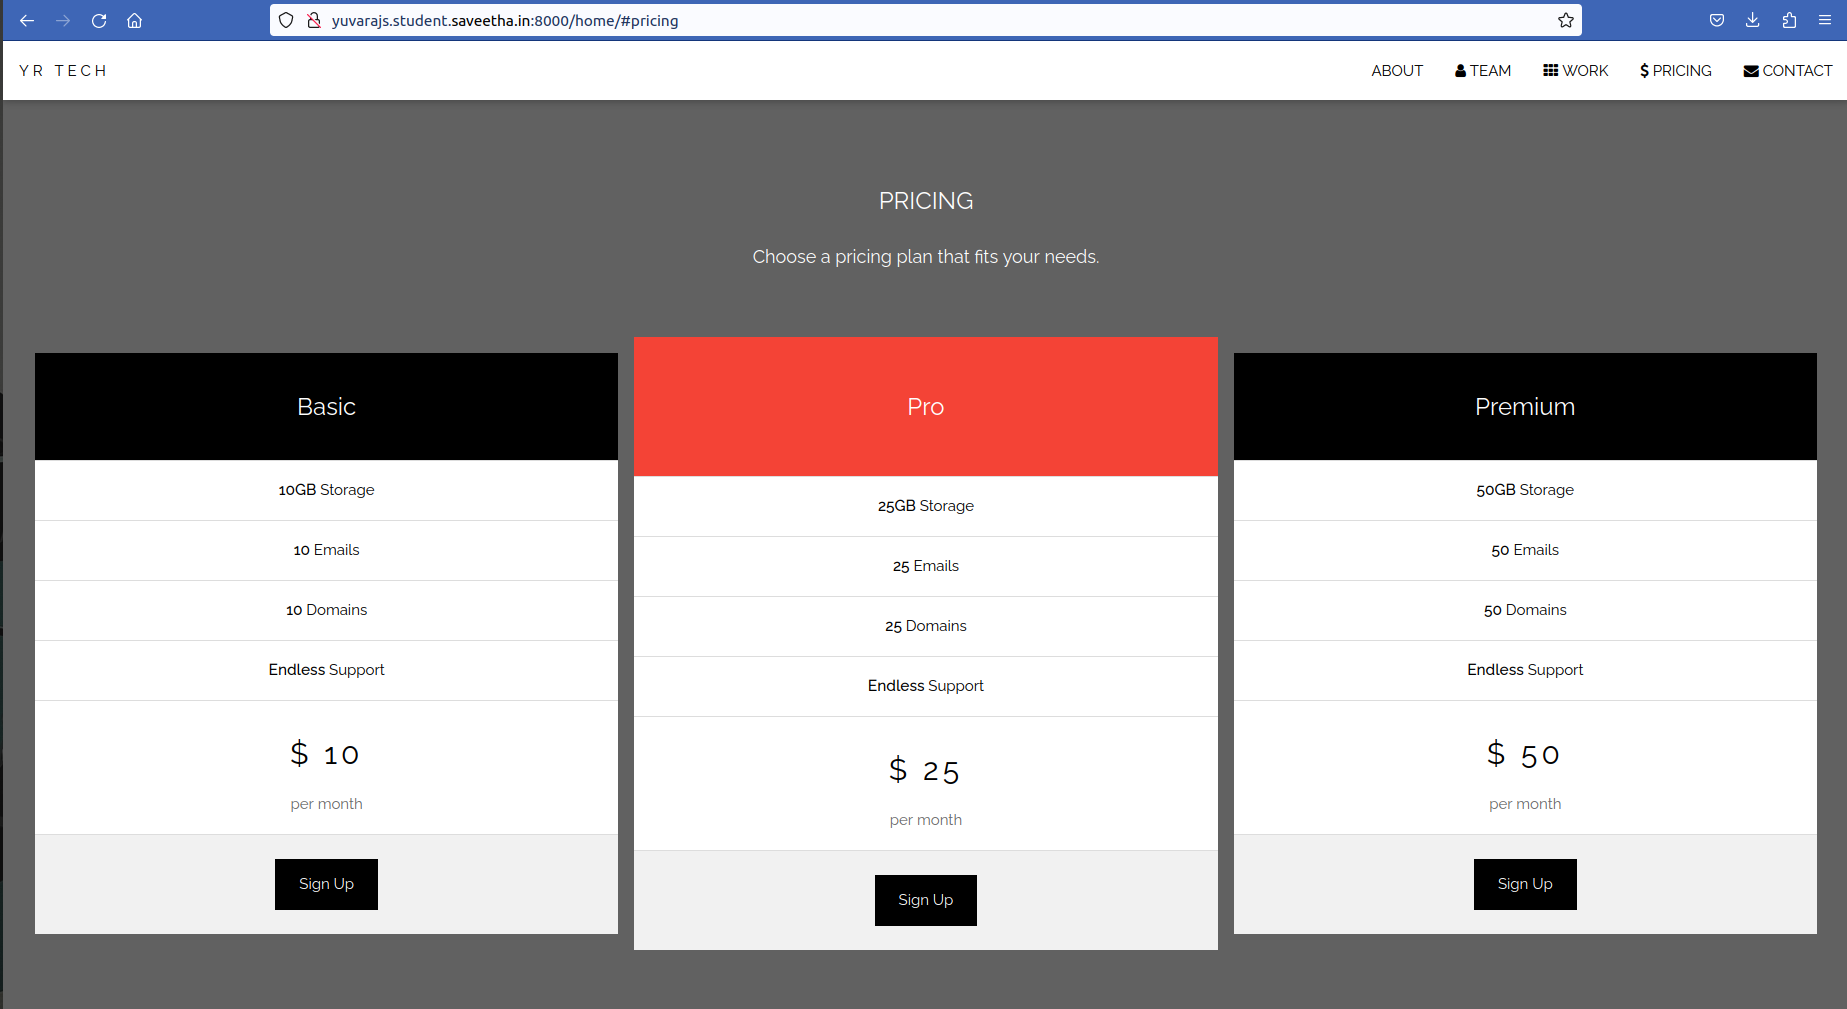 yuvarajs.student.saveetha.in:8000/home/#pricing
YR TECH
ABOUT TEAM WORK $ PRICING CONTACT
PRICING
Choose a pricing plan that fits your needs.
Basic
10GB Storage
10 Emails
10 Domains
Endless Support
$ 10
per month
Sign Up
Pro
25GB Storage
25 Emails
25 Domains
Endless Support
$ 25
per month
Sign Up
Premium
50GB Storage
50 Emails
50 Domains
Endless Support
$ 50
per month
Sign Up